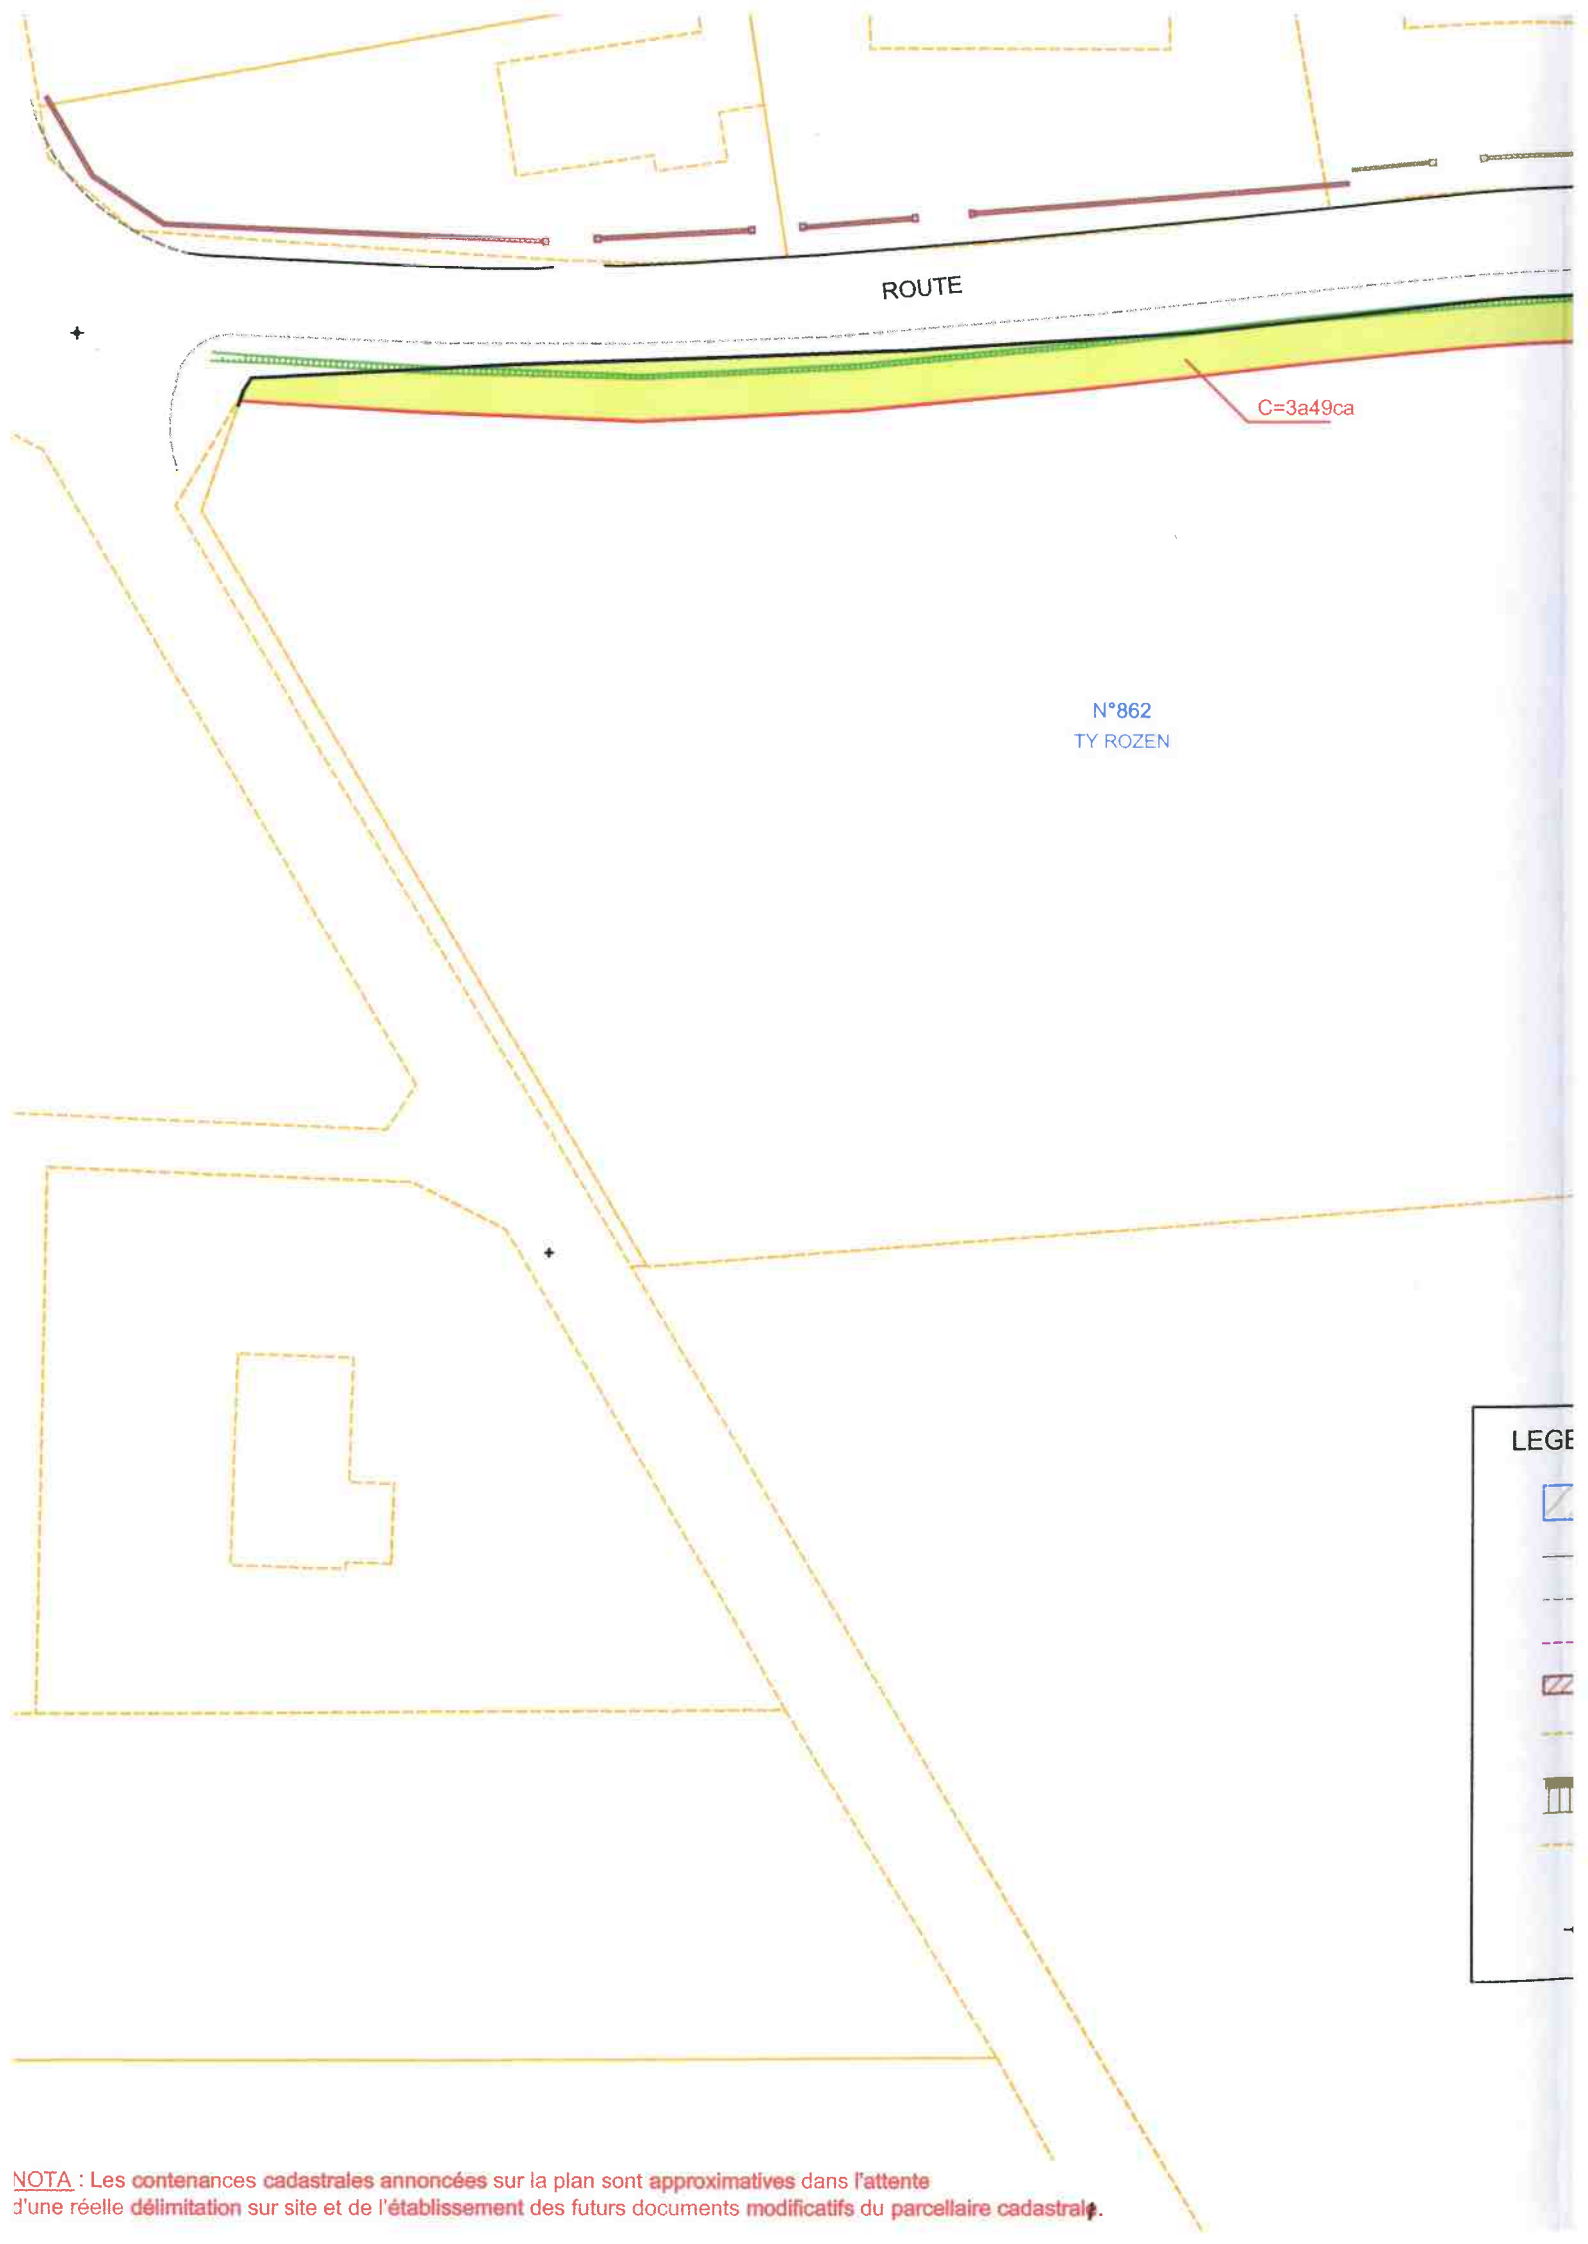 ROUTE
C=3a49ca
N°862
TY ROZEN
LEGE
NOTA : Les contenances cadastrales annoncées sur la plan sont approximatives dans l'attente
d'une réelle délimitation sur site et de l'établissement des futurs documents modificatifs du parcellaire cadastrale.